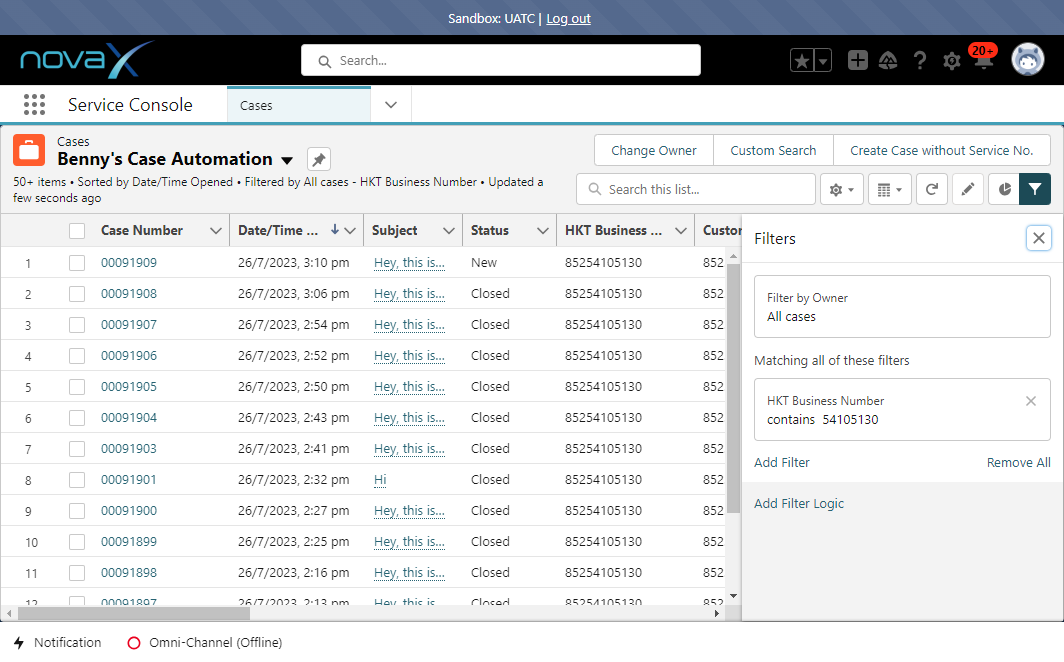 Sandbox: UATC | Log out
novaX
Search...
20+
Service Console
Cases
Cases
Benny's Case Automation
50+ items • Sorted by Date/Time Opened • Filtered by All cases - HKT Business Number • Updated a
few seconds ago
Change Owner Custom Search Create Case without Service No.
Search this list...
Case Number Date/Time ... Subject Status HKT Business ... Custor
1 00091909 26/7/2023, 3:10 pm Hey, this is... New 85254105130 852
2 00091908 26/7/2023, 3:06 pm Hey, this is... Closed 85254105130 852
3 00091907 26/7/2023, 2:54 pm Hey, this is... Closed 85254105130 852
4 00091906 26/7/2023, 2:52 pm Hey, this is... Closed 85254105130 852
5 00091905 26/7/2023, 2:50 pm Hey, this is... Closed 85254105130 852
6 00091904 26/7/2023, 2:43 pm Hey, this is... Closed 85254105130 852
7 00091903 26/7/2023, 2:41 pm Hey, this is... Closed 85254105130 852
8 00091901 26/7/2023, 2:32 pm Hi Closed 85254105130 852
9 00091900 26/7/2023, 2:27 pm Hey, this is... Closed 85254105130 852
10 00091899 26/7/2023, 2:25 pm Hey, this is... Closed 85254105130 852
11 00091898 26/7/2023, 2:16 pm Hey, this is... Closed 85254105130 852
12 00091897 26/7/2023, 2:13 pm Hey, this is... Closed 85254105130 852
Filters
Filter by Owner
All cases
Matching all of these filters
HKT Business Number
contains 54105130
Add Filter Remove All
Add Filter Logic
Notification Omni-Channel (Offline)